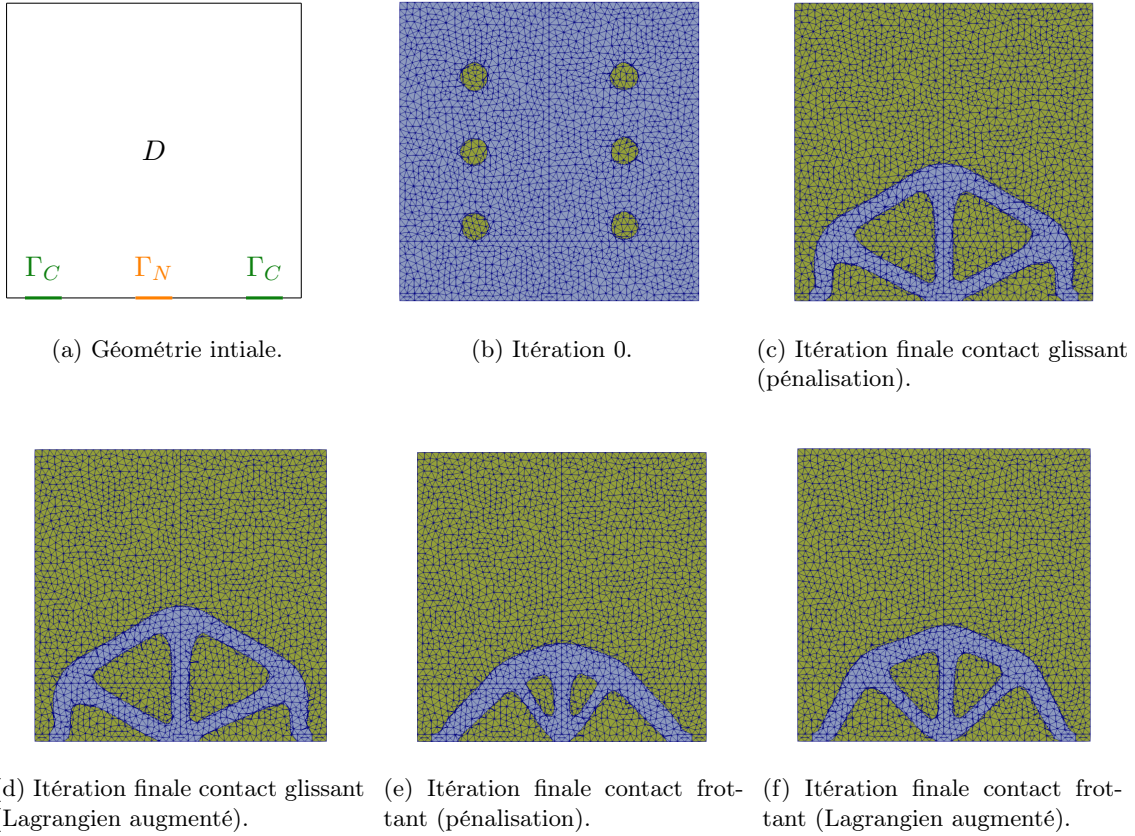 D
Γ_C Γ_N Γ_C
(a) Géométrie intiale.
(b) Itération 0.
(c) Itération finale contact glissant
(pénalisation).
(d) Itération finale contact glissant
(Lagrangien augmenté).
(e) Itération finale contact frot-
tant (pénalisation).
(f) Itération finale contact frot-
tant (Lagrangien augmenté).